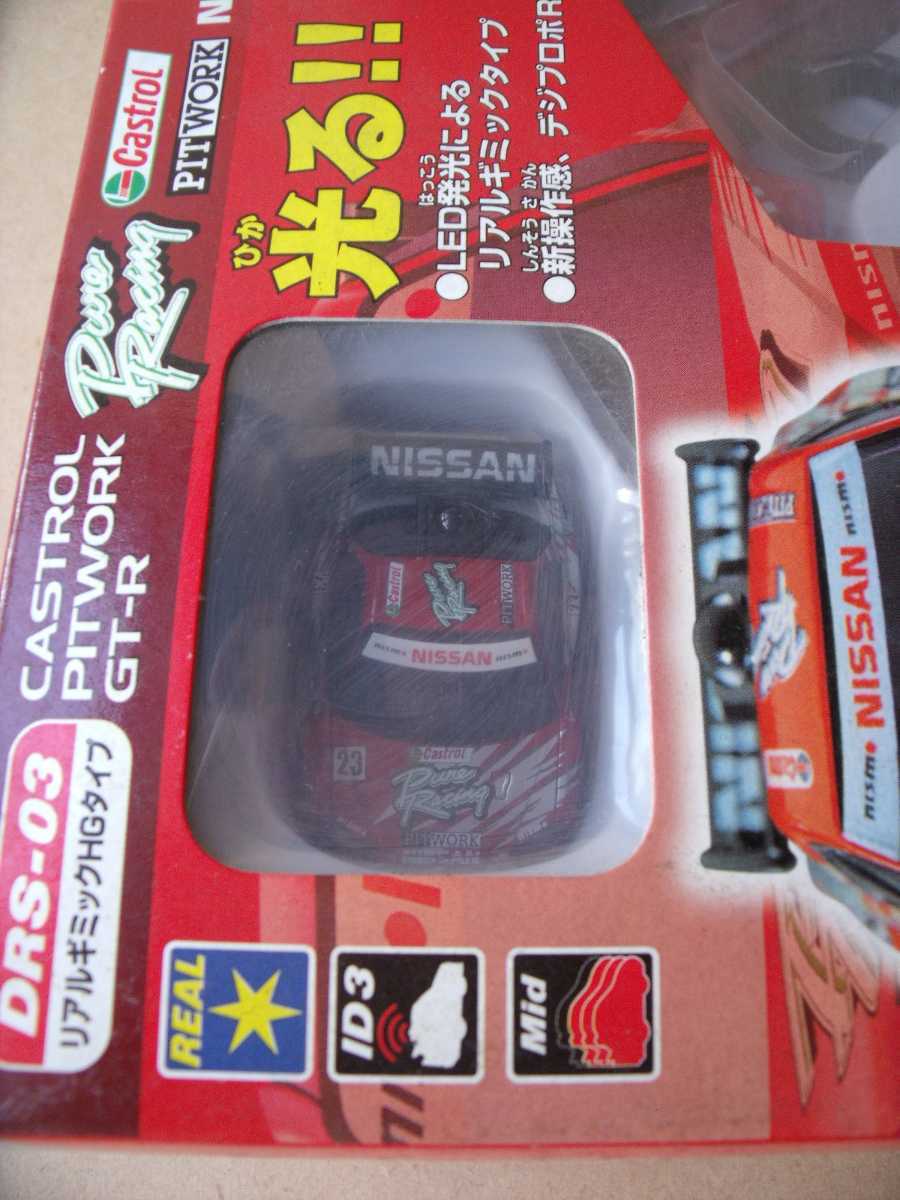 Castrol
PITWORK
N
Pure
Racing
CASTROL
PITWORK
GT-R
DRS-03
リアルギミックHGタイプ
ひか
光る!!
はっこう
●LED発光による
リアルギミックタイプ
しんそうさかん
●新操作感、デジプロポR
NISSAN
Castrol
Pure
Racing
PITWORK
nismo NISSAN nismo
23
Castrol
Pure
Racing
PITWORK
REAL
ID3
Mid
nismo NISSAN nismo